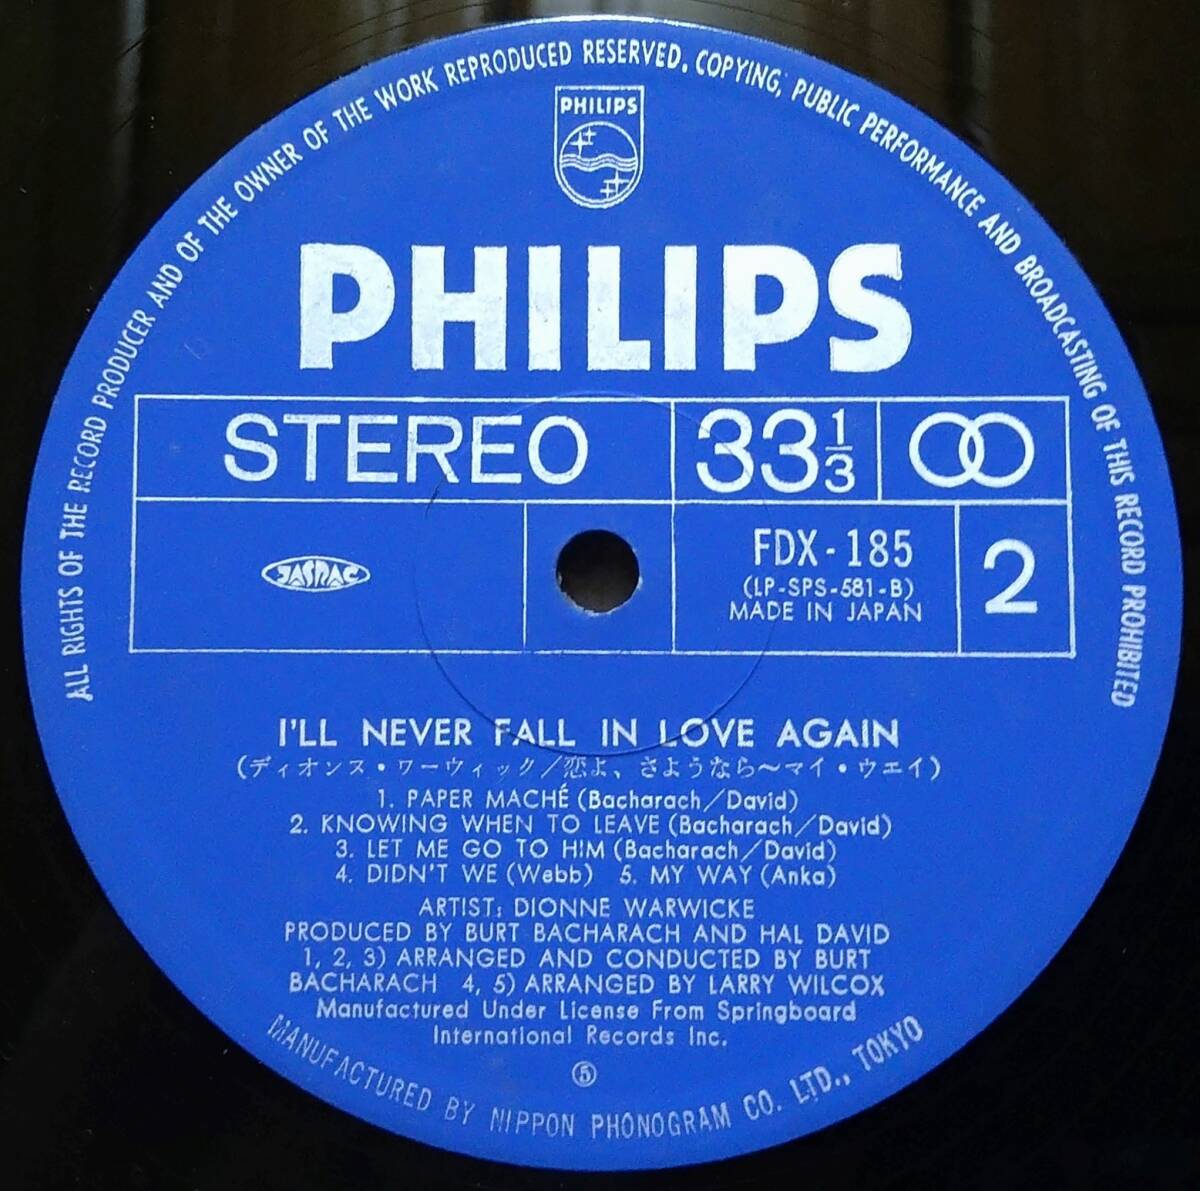 ALL RIGHTS OF THE RECORD PRODUCER AND OF THE OWNER OF THE WORK REPRODUCED RESERVED. COPYING, PUBLIC PERFORMANCE AND BROADCASTING OF THIS RECORD PROHIBITED
PHILIPS
PHILIPS
STEREO 33 1/3
JASRAC FDX-185 2
(LP-SPS-581-B)
MADE IN JAPAN
I'LL NEVER FALL IN LOVE AGAIN
(ディオンヌ・ワーウィック/恋よ、さようなら〜マイ・ウエイ)
1. PAPER MACHÉ (Bacharach/David)
2. KNOWING WHEN TO LEAVE (Bacharach/David)
3. LET ME GO TO HIM (Bacharach/David)
4. DIDN'T WE (Webb) 5. MY WAY (Anka)
ARTIST: DIONNE WARWICKE
PRODUCED BY BURT BACHARACH AND HAL DAVID
1, 2, 3) ARRANGED AND CONDUCTED BY BURT
BACHARACH 4, 5) ARRANGED BY LARRY WILCOX
Manufactured Under License From Springboard
International Records Inc.
⑤
MANUFACTURED BY NIPPON PHONOGRAM CO. LTD., TOKYO